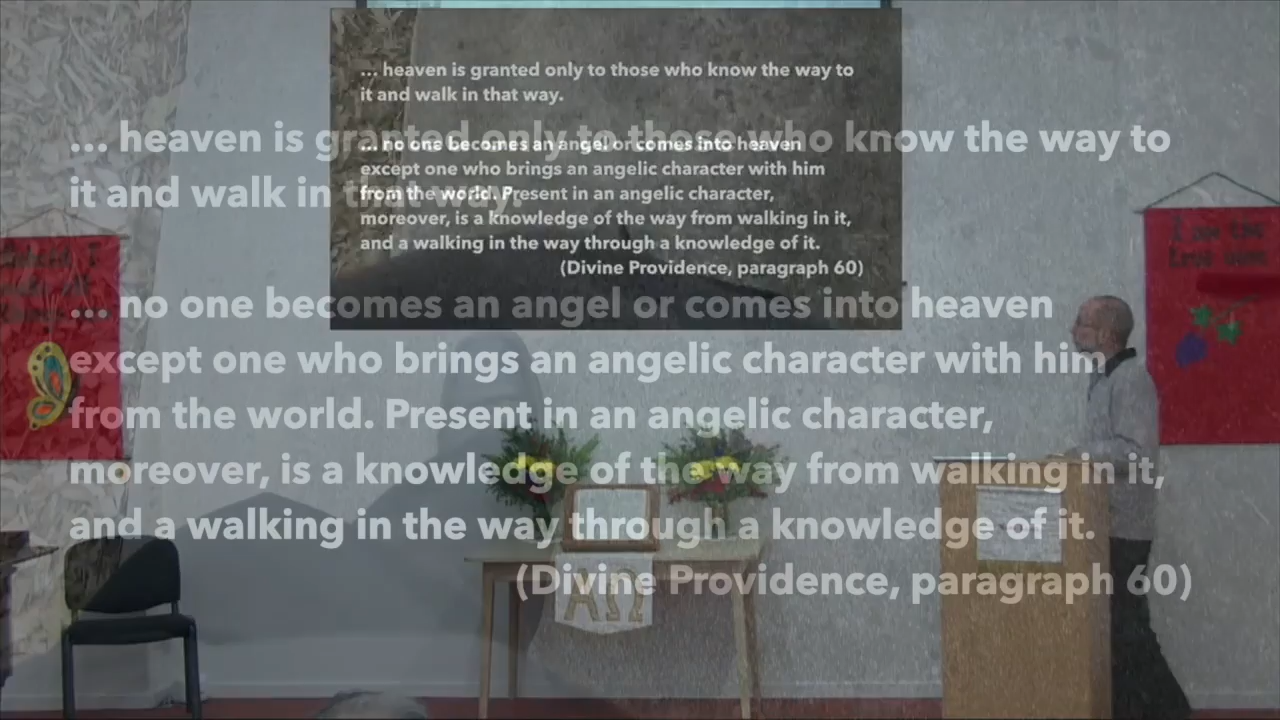 ... heaven is granted only to those who know the way to
it and walk in that way.
... no one becomes an angel or comes into heaven
except one who brings an angelic character with him
from the world. Present in an angelic character,
moreover, is a knowledge of the way from walking in it,
and a walking in the way through a knowledge of it.
(Divine Providence, paragraph 60)
... heaven is granted only to those who know the way to
it and walk in that way.
... no one becomes an angel or comes into heaven
except one who brings an angelic character with him
from the world. Present in an angelic character,
moreover, is a knowledge of the way from walking in it,
and a walking in the way through a knowledge of it.
(Divine Providence, paragraph 60)
I am the
ΑΩ